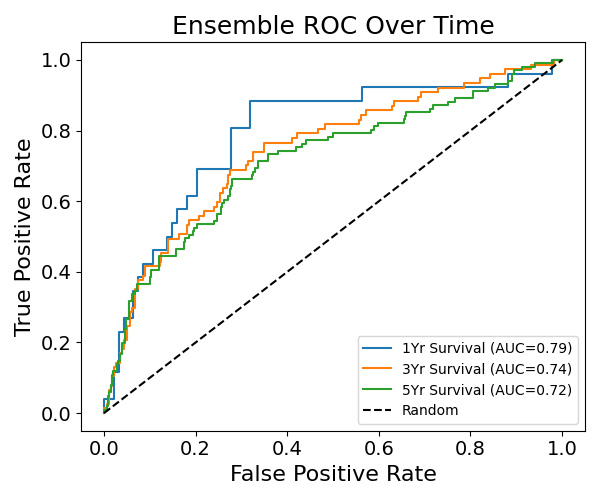 Ensemble ROC Over Time
True Positive Rate
1.0
0.8
0.6
0.4
0.2
0.0
0.0 0.2 0.4 0.6 0.8 1.0
False Positive Rate
1Yr Survival (AUC=0.79)
3Yr Survival (AUC=0.74)
5Yr Survival (AUC=0.72)
Random